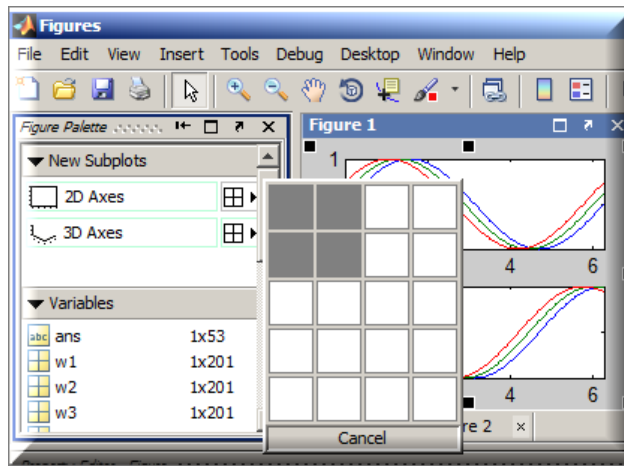 Figures
File Edit View Insert Tools Debug Desktop Window Help
Figure Palette
Figure 1
New Subplots
1
2D Axes
3D Axes
4 6
Variables
abc ans 1x53
w1 1x201
w2 1x201
w3 1x201
4 6
re 2
Cancel